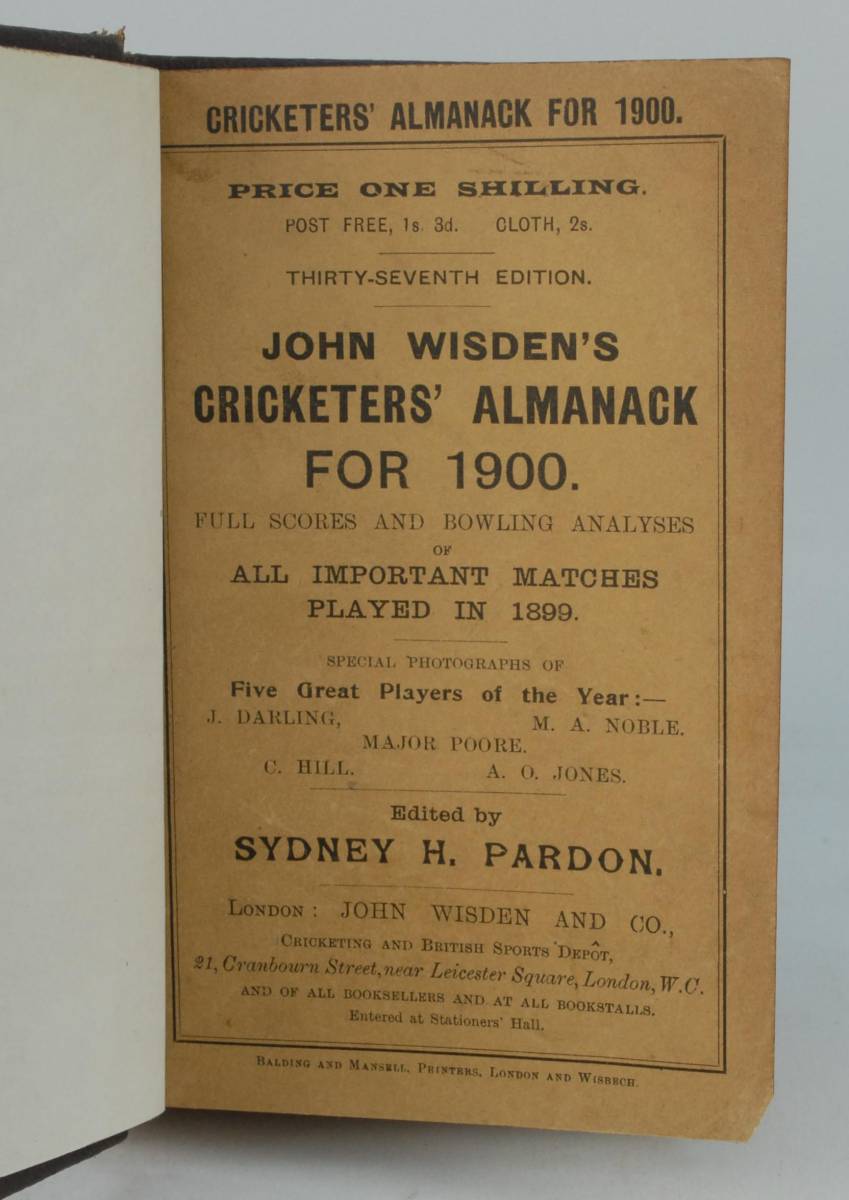 CRICKETERS' ALMANACK FOR 1900.
PRICE ONE SHILLING.
POST FREE, 1s. 3d. CLOTH, 2s.
THIRTY-SEVENTH EDITION.
JOHN WISDEN'S
CRICKETERS' ALMANACK
FOR 1900.
FULL SCORES AND BOWLING ANALYSES
OF
ALL IMPORTANT MATCHES
PLAYED IN 1899.
SPECIAL PHOTOGRAPHS OF
Five Great Players of the Year:—
J. DARLING, M. A. NOBLE.
MAJOR POORE.
C. HILL. A. O. JONES.
Edited by
SYDNEY H. PARDON.
LONDON: JOHN WISDEN AND CO.,
CRICKETING AND BRITISH SPORTS DEPÔT,
21, Cranbourn Street, near Leicester Square, London, W.C.
AND OF ALL BOOKSELLERS AND AT ALL BOOKSTALLS.
Entered at Stationers' Hall.
BALDING AND MANSELL, PRINTERS, LONDON AND WISBECH.